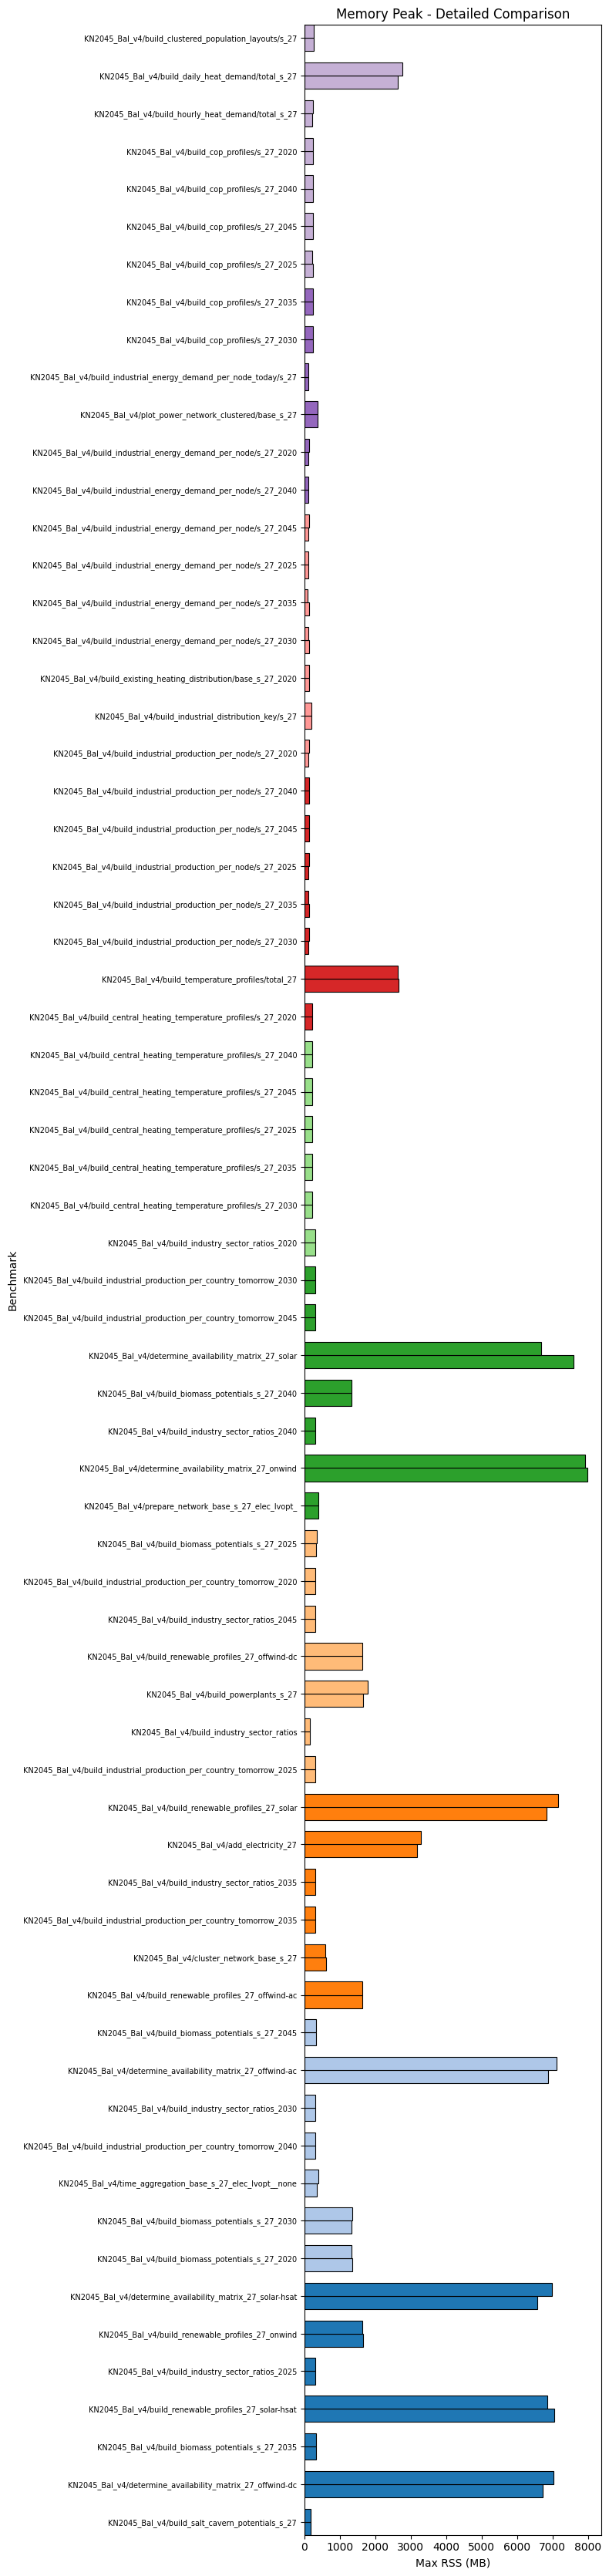 Memory Peak - Detailed Comparison
KN2045_Bal_v4/build_clustered_population_layouts/s_27
KN2045_Bal_v4/build_daily_heat_demand/total_s_27
KN2045_Bal_v4/build_hourly_heat_demand/total_s_27
KN2045_Bal_v4/build_cop_profiles/s_27_2020
KN2045_Bal_v4/build_cop_profiles/s_27_2040
KN2045_Bal_v4/build_cop_profiles/s_27_2045
KN2045_Bal_v4/build_cop_profiles/s_27_2025
KN2045_Bal_v4/build_cop_profiles/s_27_2035
KN2045_Bal_v4/build_cop_profiles/s_27_2030
KN2045_Bal_v4/build_industrial_energy_demand_per_node_today/s_27
KN2045_Bal_v4/plot_power_network_clustered/base_s_27
KN2045_Bal_v4/build_industrial_energy_demand_per_node/s_27_2020
KN2045_Bal_v4/build_industrial_energy_demand_per_node/s_27_2040
KN2045_Bal_v4/build_industrial_energy_demand_per_node/s_27_2045
KN2045_Bal_v4/build_industrial_energy_demand_per_node/s_27_2025
KN2045_Bal_v4/build_industrial_energy_demand_per_node/s_27_2035
KN2045_Bal_v4/build_industrial_energy_demand_per_node/s_27_2030
KN2045_Bal_v4/build_existing_heating_distribution/base_s_27_2020
KN2045_Bal_v4/build_industrial_distribution_key/s_27
KN2045_Bal_v4/build_industrial_production_per_node/s_27_2020
KN2045_Bal_v4/build_industrial_production_per_node/s_27_2040
KN2045_Bal_v4/build_industrial_production_per_node/s_27_2045
KN2045_Bal_v4/build_industrial_production_per_node/s_27_2025
KN2045_Bal_v4/build_industrial_production_per_node/s_27_2035
KN2045_Bal_v4/build_industrial_production_per_node/s_27_2030
KN2045_Bal_v4/build_temperature_profiles/total_27
KN2045_Bal_v4/build_central_heating_temperature_profiles/s_27_2020
KN2045_Bal_v4/build_central_heating_temperature_profiles/s_27_2040
KN2045_Bal_v4/build_central_heating_temperature_profiles/s_27_2045
KN2045_Bal_v4/build_central_heating_temperature_profiles/s_27_2025
KN2045_Bal_v4/build_central_heating_temperature_profiles/s_27_2035
KN2045_Bal_v4/build_central_heating_temperature_profiles/s_27_2030
KN2045_Bal_v4/build_industry_sector_ratios_2020
KN2045_Bal_v4/build_industrial_production_per_country_tomorrow_2030
KN2045_Bal_v4/build_industrial_production_per_country_tomorrow_2045
KN2045_Bal_v4/determine_availability_matrix_27_solar
KN2045_Bal_v4/build_biomass_potentials_s_27_2040
KN2045_Bal_v4/build_industry_sector_ratios_2040
KN2045_Bal_v4/determine_availability_matrix_27_onwind
KN2045_Bal_v4/prepare_network_base_s_27_elec_lvopt_
KN2045_Bal_v4/build_biomass_potentials_s_27_2025
KN2045_Bal_v4/build_industrial_production_per_country_tomorrow_2020
KN2045_Bal_v4/build_industry_sector_ratios_2045
KN2045_Bal_v4/build_renewable_profiles_27_offwind-dc
KN2045_Bal_v4/build_powerplants_s_27
KN2045_Bal_v4/build_industry_sector_ratios
KN2045_Bal_v4/build_industrial_production_per_country_tomorrow_2025
KN2045_Bal_v4/build_renewable_profiles_27_solar
KN2045_Bal_v4/add_electricity_27
KN2045_Bal_v4/build_industry_sector_ratios_2035
KN2045_Bal_v4/build_industrial_production_per_country_tomorrow_2035
KN2045_Bal_v4/cluster_network_base_s_27
KN2045_Bal_v4/build_renewable_profiles_27_offwind-ac
KN2045_Bal_v4/build_biomass_potentials_s_27_2045
KN2045_Bal_v4/determine_availability_matrix_27_offwind-ac
KN2045_Bal_v4/build_industry_sector_ratios_2030
KN2045_Bal_v4/build_industrial_production_per_country_tomorrow_2040
KN2045_Bal_v4/time_aggregation_base_s_27_elec_lvopt__none
KN2045_Bal_v4/build_biomass_potentials_s_27_2030
KN2045_Bal_v4/build_biomass_potentials_s_27_2020
KN2045_Bal_v4/determine_availability_matrix_27_solar-hsat
KN2045_Bal_v4/build_renewable_profiles_27_onwind
KN2045_Bal_v4/build_industry_sector_ratios_2025
KN2045_Bal_v4/build_renewable_profiles_27_solar-hsat
KN2045_Bal_v4/build_biomass_potentials_s_27_2035
KN2045_Bal_v4/determine_availability_matrix_27_offwind-dc
KN2045_Bal_v4/build_salt_cavern_potentials_s_27
Benchmark
0 1000 2000 3000 4000 5000 6000 7000 8000
Max RSS (MB)